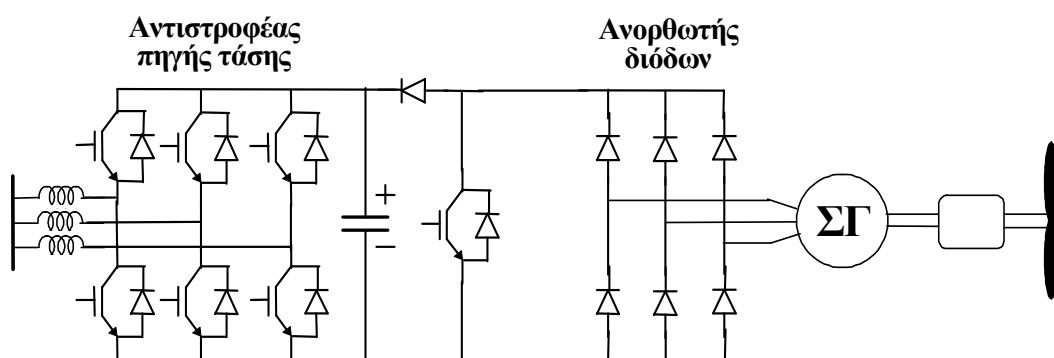 Αντιστροφέας
πηγής τάσης
Ανορθωτής
διόδων
+
−
ΣΓ